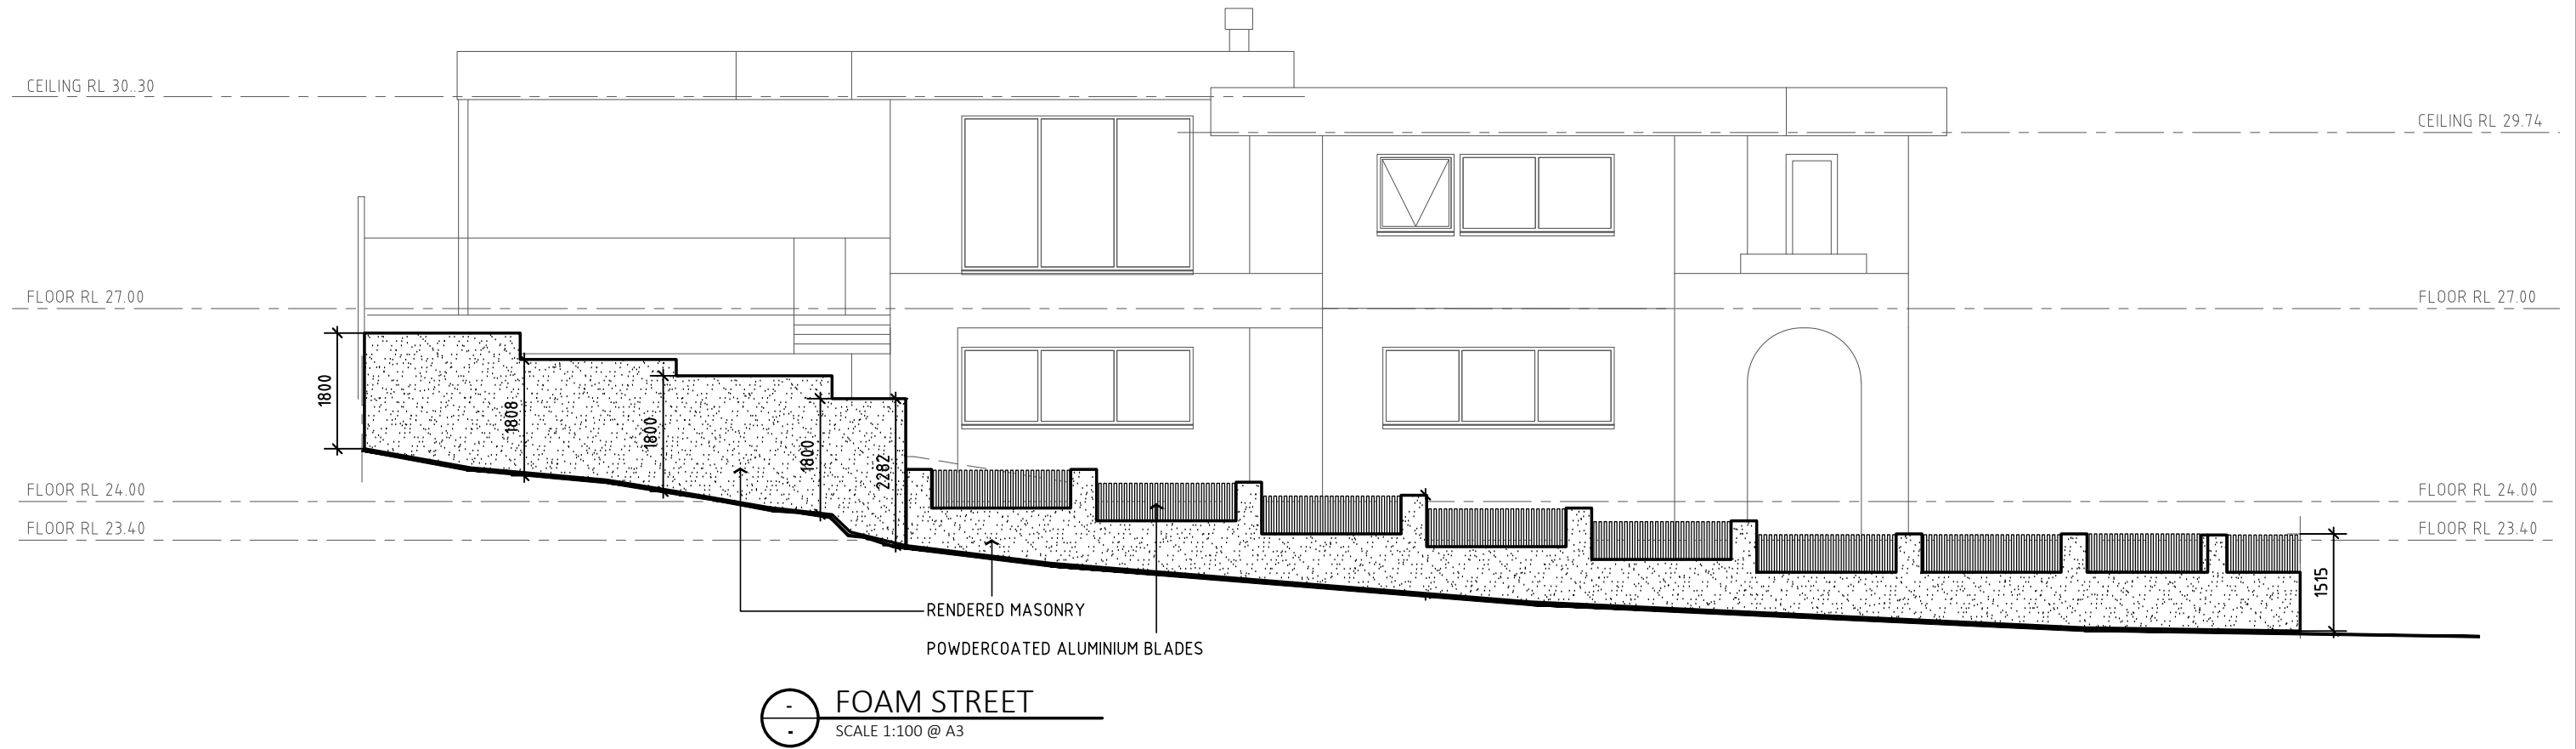 CEILING RL 30..30
CEILING RL 29.74
FLOOR RL 27.00
FLOOR RL 27.00
1800
1808
1800
1800
2282
FLOOR RL 24.00
FLOOR RL 24.00
FLOOR RL 23.40
FLOOR RL 23.40
1515
RENDERED MASONRY
POWDERCOATED ALUMINIUM BLADES
-
-
FOAM STREET
SCALE 1:100 @ A3